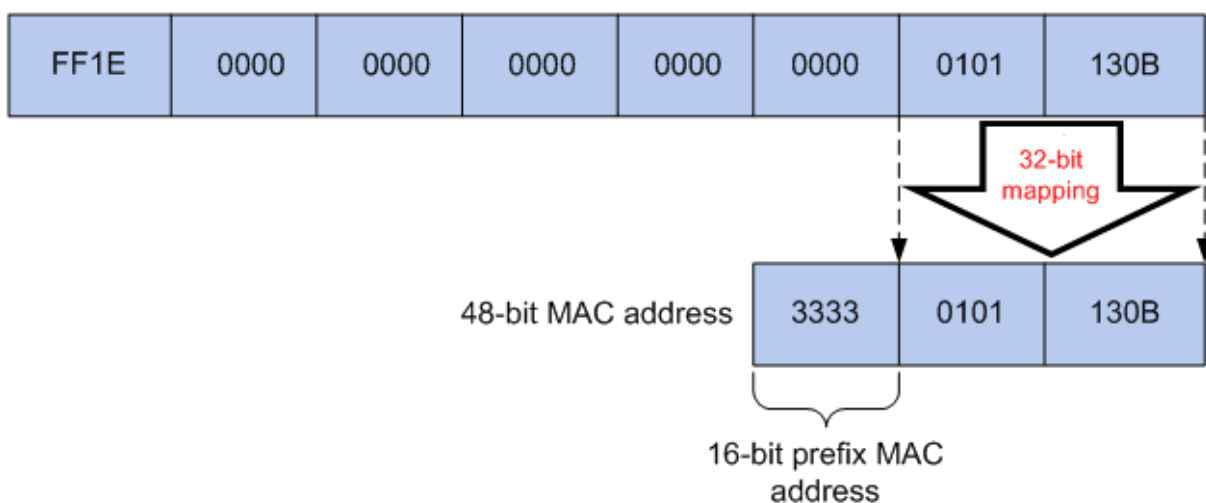 FF1E 0000 0000 0000 0000 0000 0101 130B
32-bit
mapping
48-bit MAC address 3333 0101 130B
16-bit prefix MAC
address